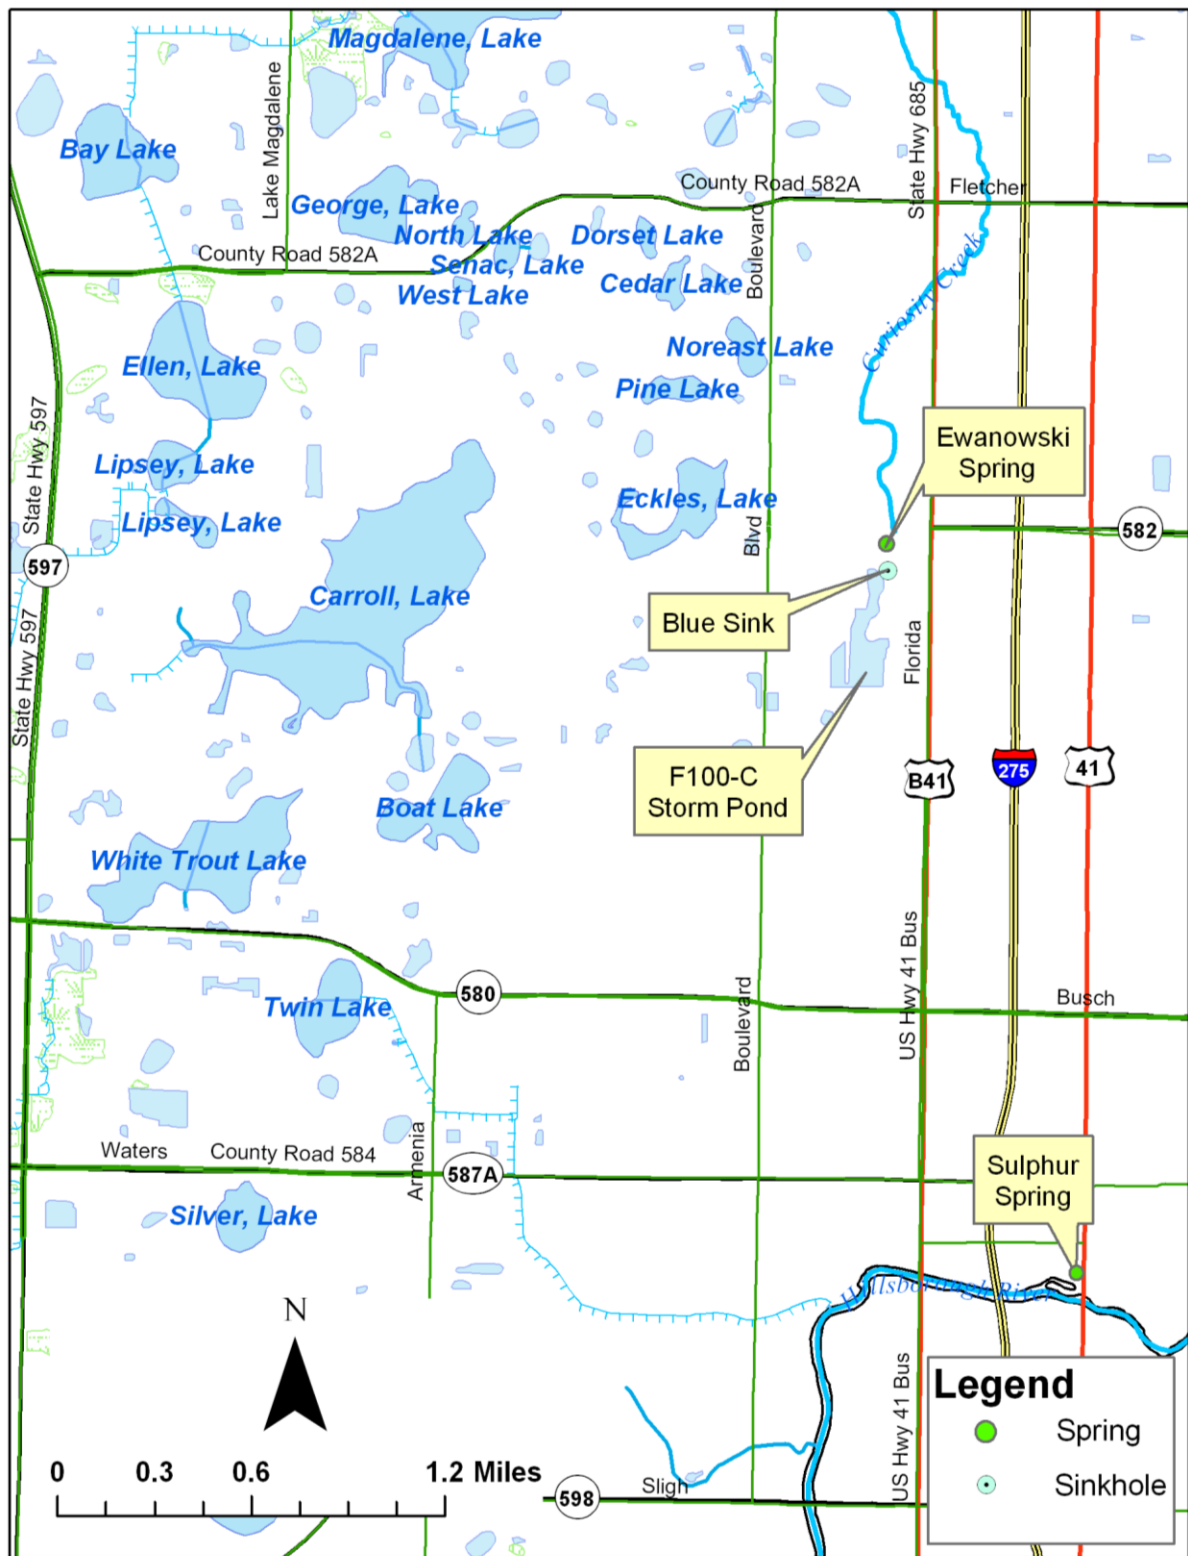 Magdalene, Lake
Lake Magdalene
State Hwy 685
Bay Lake
County Road 582A
Fletcher
George, Lake
North Lake
Dorset Lake
Boulevard
County Road 582A
Senac, Lake
Cedar Lake
West Lake
Curiosity Creek
Noreast Lake
Ellen, Lake
Pine Lake
State Hwy 597
Ewanowski
Spring
Lipsey, Lake
Eckles, Lake
Lipsey, Lake
Blvd
582
597
Carroll, Lake
Blue Sink
Florida
State Hwy 597
F100-C
Storm Pond
B41
275
41
Boat Lake
White Trout Lake
US Hwy 41 Bus
580
Busch
Twin Lake
Boulevard
Waters
County Road 584
Armenia
587A
Sulphur
Spring
Silver, Lake
Hillsborough River
N
US Hwy 41 Bus
Legend
Spring
Sinkhole
0 0.3 0.6 1.2 Miles
598
Sligh